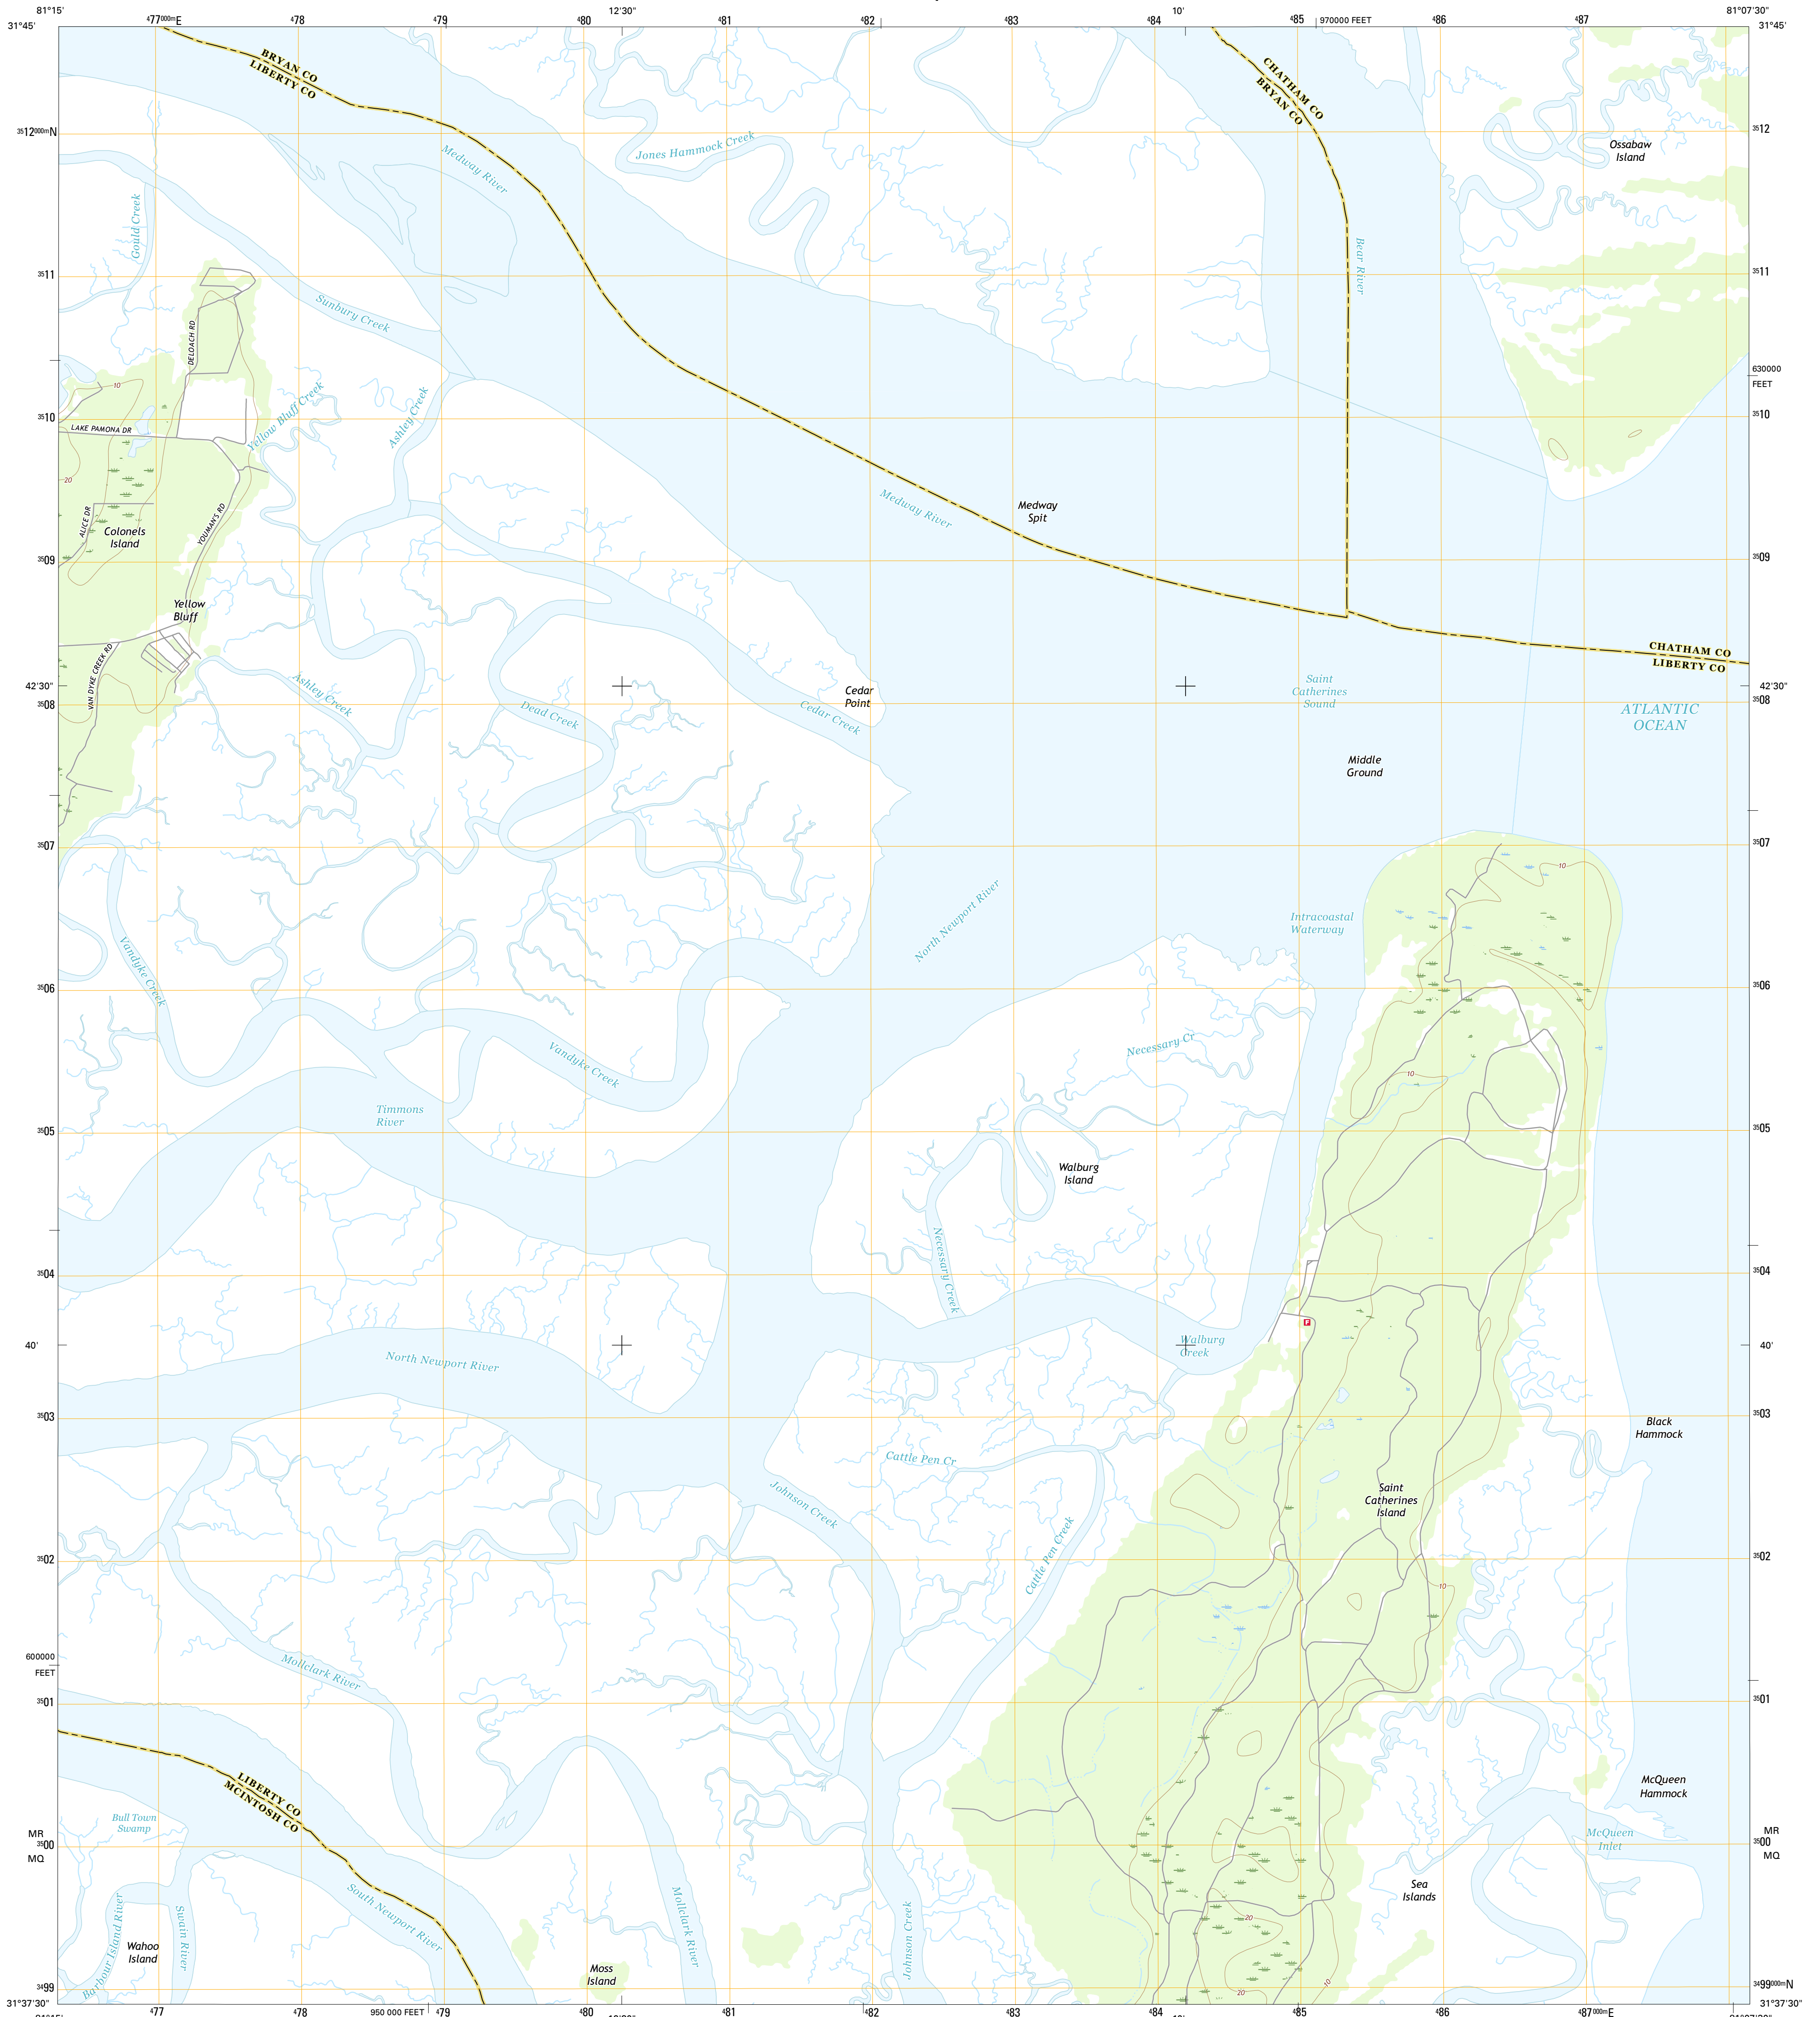 81°15'
⁴77⁰⁰⁰ᵐE
⁴78
⁴79
⁴80
12'30"
⁴81
⁴82
⁴83
⁴84
10'
⁴85
970000 FEET
⁴86
⁴87
81°07'30"
31°45'
31°45'
BRYAN CO
LIBERTY CO
CHATHAM CO
BRYAN CO
³⁵12⁰⁰⁰ᵐN
³⁵12
Medway River
Jones Hammock Creek
Ossabaw
Island
Gould Creek
Bear River
³⁵11
³⁵11
Sunbury Creek
DELOACH RD
630000
FEET
10
Yellow Bluff Creek
Ashley Creek
³⁵10
³⁵10
LAKE PAMONA DR
20
Medway River
Medway
Spit
ALICE DR
YOUMAN'S RD
Colonels
Island
³⁵09
³⁵09
Yellow
Bluff
CHATHAM CO
LIBERTY CO
VAN DYKE CREEK RD
42'30"
42'30"
Ashley Creek
Cedar
Point
Saint
Catherines
Sound
³⁵08
³⁵08
Dead Creek
Cedar Creek
ATLANTIC
OCEAN
Middle
Ground
³⁵07
³⁵07
10
North Newport River
Intracoastal
Waterway
Vandyke Creek
³⁵06
³⁵06
Vandyke Creek
Necessary Cr
10
Timmons
River
³⁵05
³⁵05
Walburg
Island
Necessary Creek
³⁵04
³⁵04
F
40'
40'
North Newport River
Walburg
Creek
³⁵03
³⁵03
Black
Hammock
Cattle Pen Cr
Johnson Creek
Saint
Catherines
Island
Cattle Pen Creek
³⁵02
³⁵02
10
600000
FEET
Mollclark River
³⁵01
³⁵01
LIBERTY CO
MCINTOSH CO
McQueen
Hammock
Bull Town
Swamp
MR
³⁵00
MQ
MR
³⁵00
MQ
McQueen
Inlet
Sea
Islands
South Newport River
Barbour Island River
Swain River
Mollclark River
Johnson Creek
20
Wahoo
Island
Moss
Island
10
20
³⁴99
³⁴99⁰⁰⁰ᵐN
31°37'30"
31°37'30"
⁴77
⁴78
950 000 FEET
⁴79
⁴80
⁴81
⁴82
⁴83
⁴84
⁴85
⁴86
⁴87⁰⁰⁰ᵐE